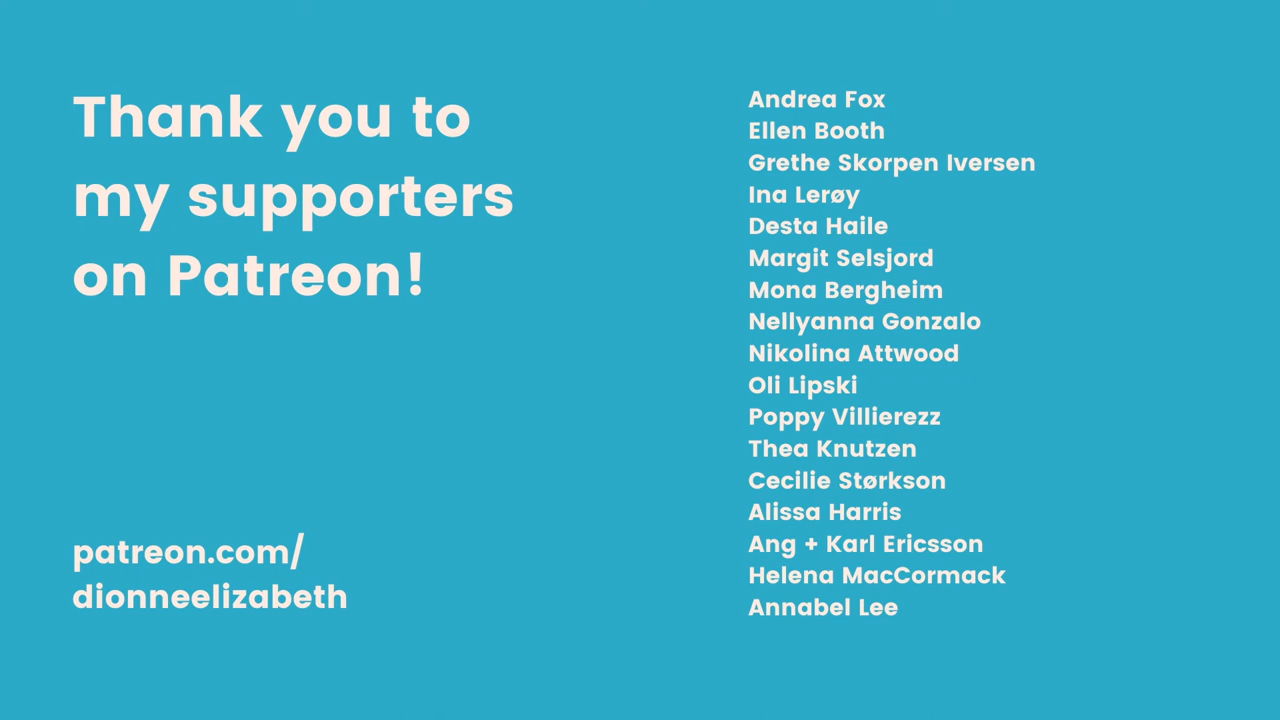 Thank you to
my supporters
on Patreon!
patreon.com/
dionneelizabeth
Andrea Fox
Ellen Booth
Grethe Skorpen Iversen
Ina Lerøy
Desta Haile
Margit Selsjord
Mona Bergheim
Nellyanna Gonzalo
Nikolina Attwood
Oli Lipski
Poppy Villierezz
Thea Knutzen
Cecilie Størkson
Alissa Harris
Ang + Karl Ericsson
Helena MacCormack
Annabel Lee